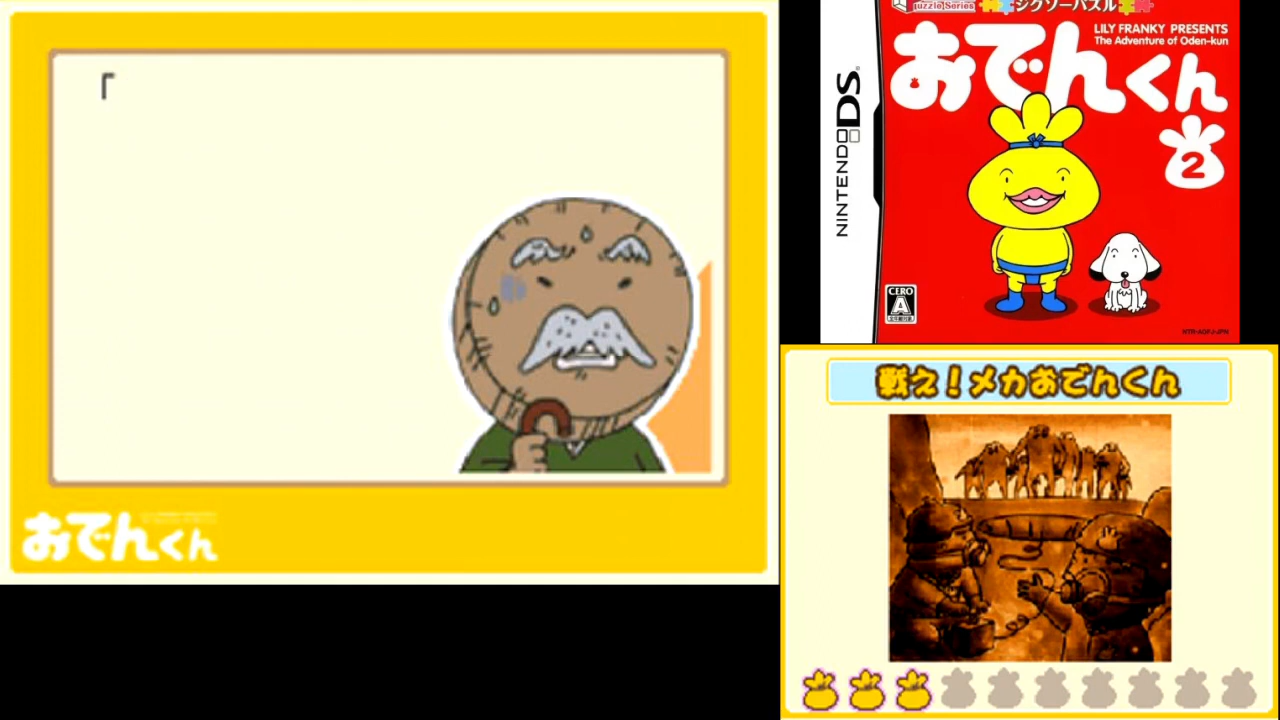 「
おでんくん
Puzzle Series ジグソーパズル
LILY FRANKY PRESENTS
The Adventure of Oden-kun
おでんくん
2
NINTENDO DS
CERO
A
戦え!メカおでんくん